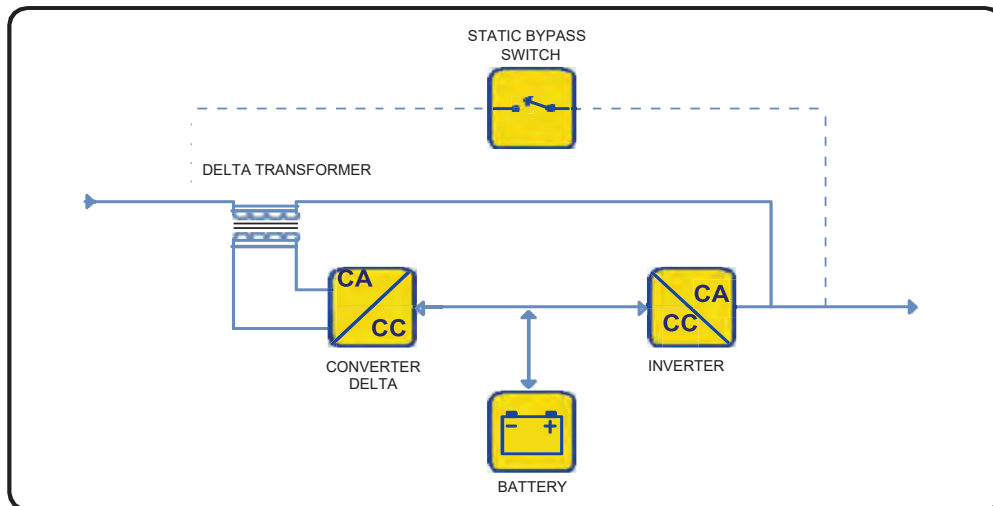 STATIC BYPASS
SWITCH
DELTA TRANSFORMER
CA
CC
CONVERTER
DELTA
CA
CC
INVERTER
- +
BATTERY